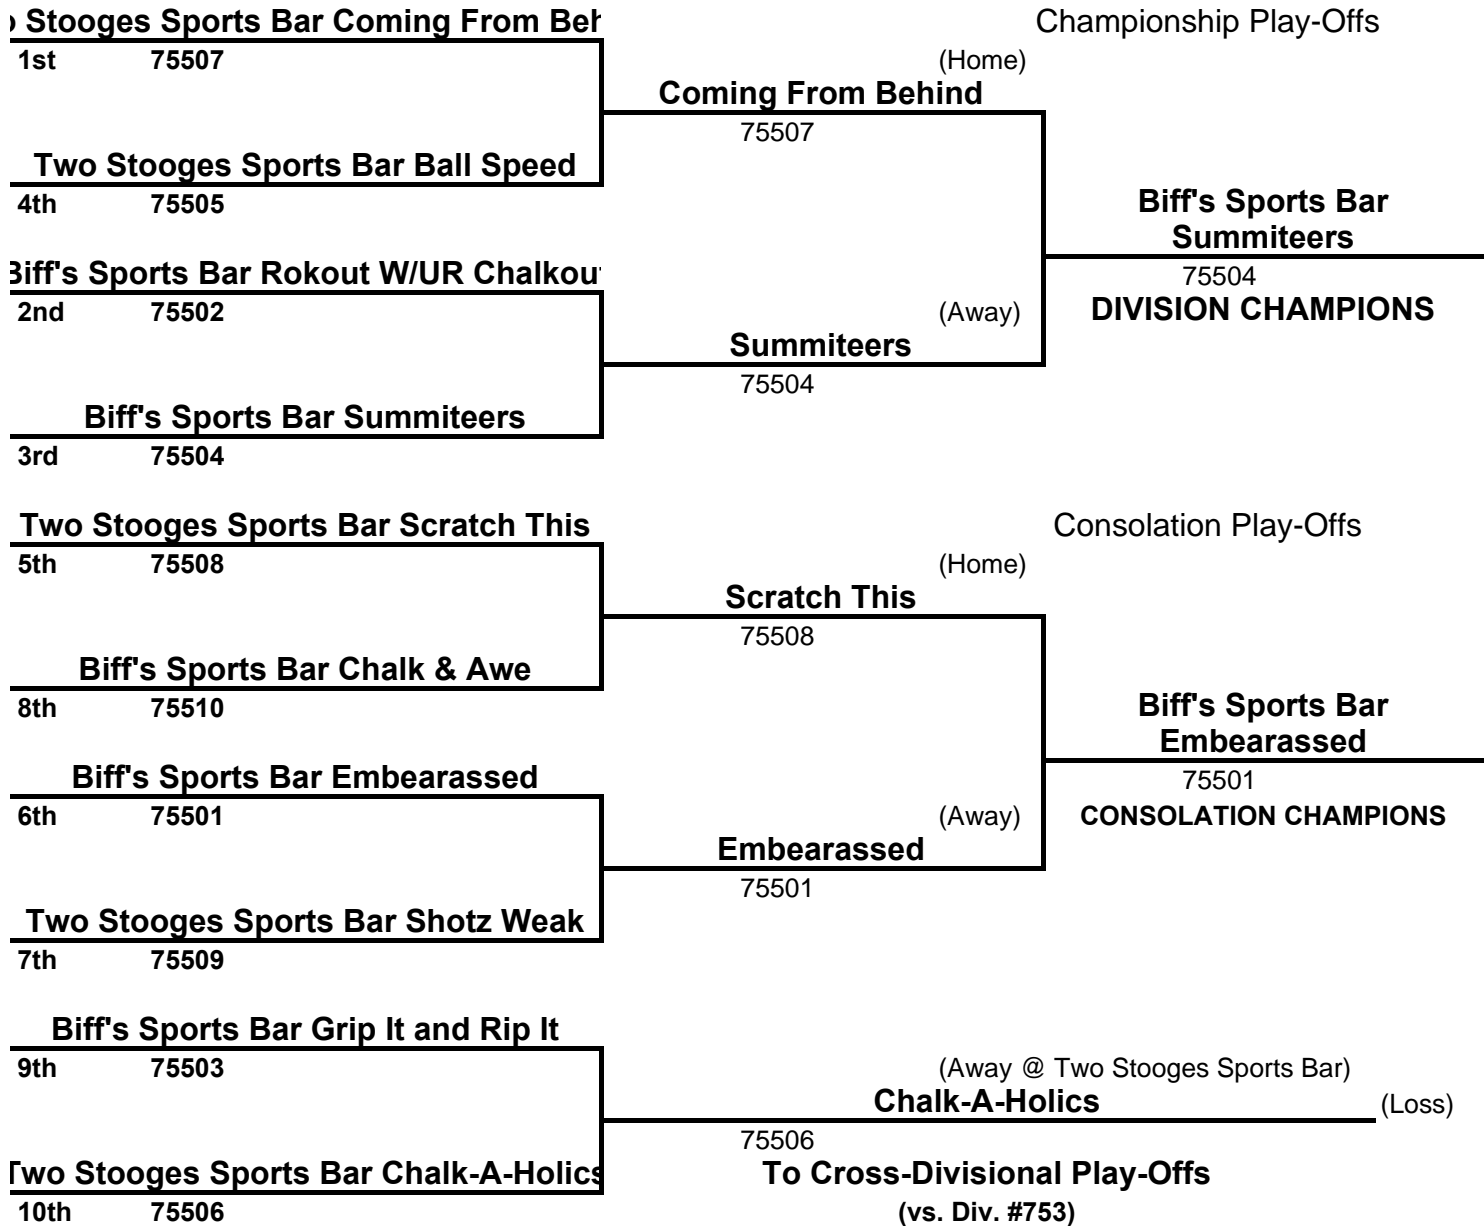 Stooges Sports Bar Coming From Beh
Championship Play-Offs
1st 75507
(Home)
Coming From Behind
75507
Two Stooges Sports Bar Ball Speed
4th 75505
Biff's Sports Bar
Summiteers
75504
DIVISION CHAMPIONS
Biff's Sports Bar Rokout W/UR Chalkou
2nd 75502
(Away)
Summiteers
75504
Biff's Sports Bar Summiteers
3rd 75504
Two Stooges Sports Bar Scratch This
Consolation Play-Offs
5th 75508
(Home)
Scratch This
75508
Biff's Sports Bar Chalk & Awe
8th 75510
Biff's Sports Bar
Embearassed
75501
CONSOLATION CHAMPIONS
Biff's Sports Bar Embearassed
6th 75501
(Away)
Embearassed
75501
Two Stooges Sports Bar Shotz Weak
7th 75509
Biff's Sports Bar Grip It and Rip It
9th 75503
(Away @ Two Stooges Sports Bar)
Chalk-A-Holics
(Loss)
75506
Two Stooges Sports Bar Chalk-A-Holics
To Cross-Divisional Play-Offs
10th 75506
(vs. Div. #753)